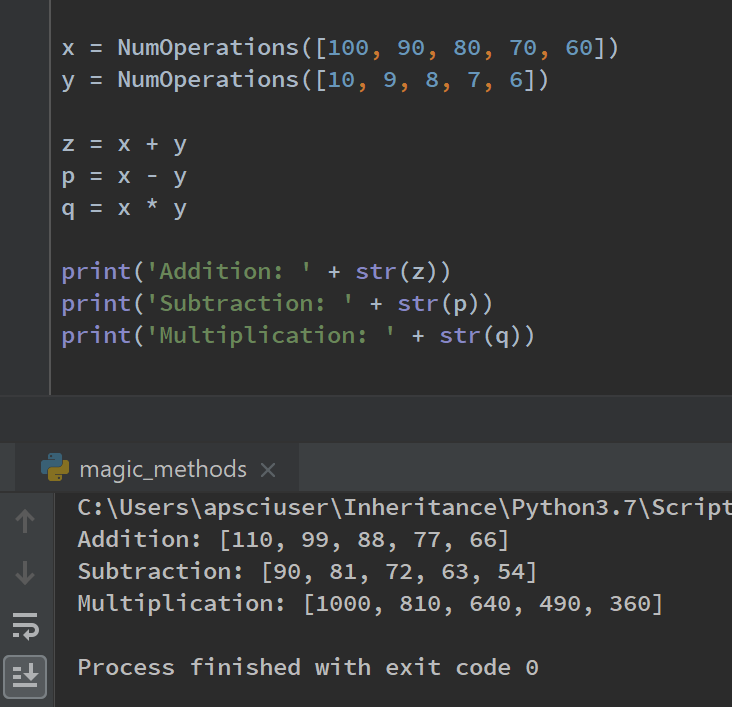 x = NumOperations([100, 90, 80, 70, 60])
y = NumOperations([10, 9, 8, 7, 6])
z = x + y
p = x - y
q = x * y
print('Addition: ' + str(z))
print('Subtraction: ' + str(p))
print('Multiplication: ' + str(q))
magic_methods
C:\Users\apsciuser\Inheritance\Python3.7\Script
Addition: [110, 99, 88, 77, 66]
Subtraction: [90, 81, 72, 63, 54]
Multiplication: [1000, 810, 640, 490, 360]
Process finished with exit code 0